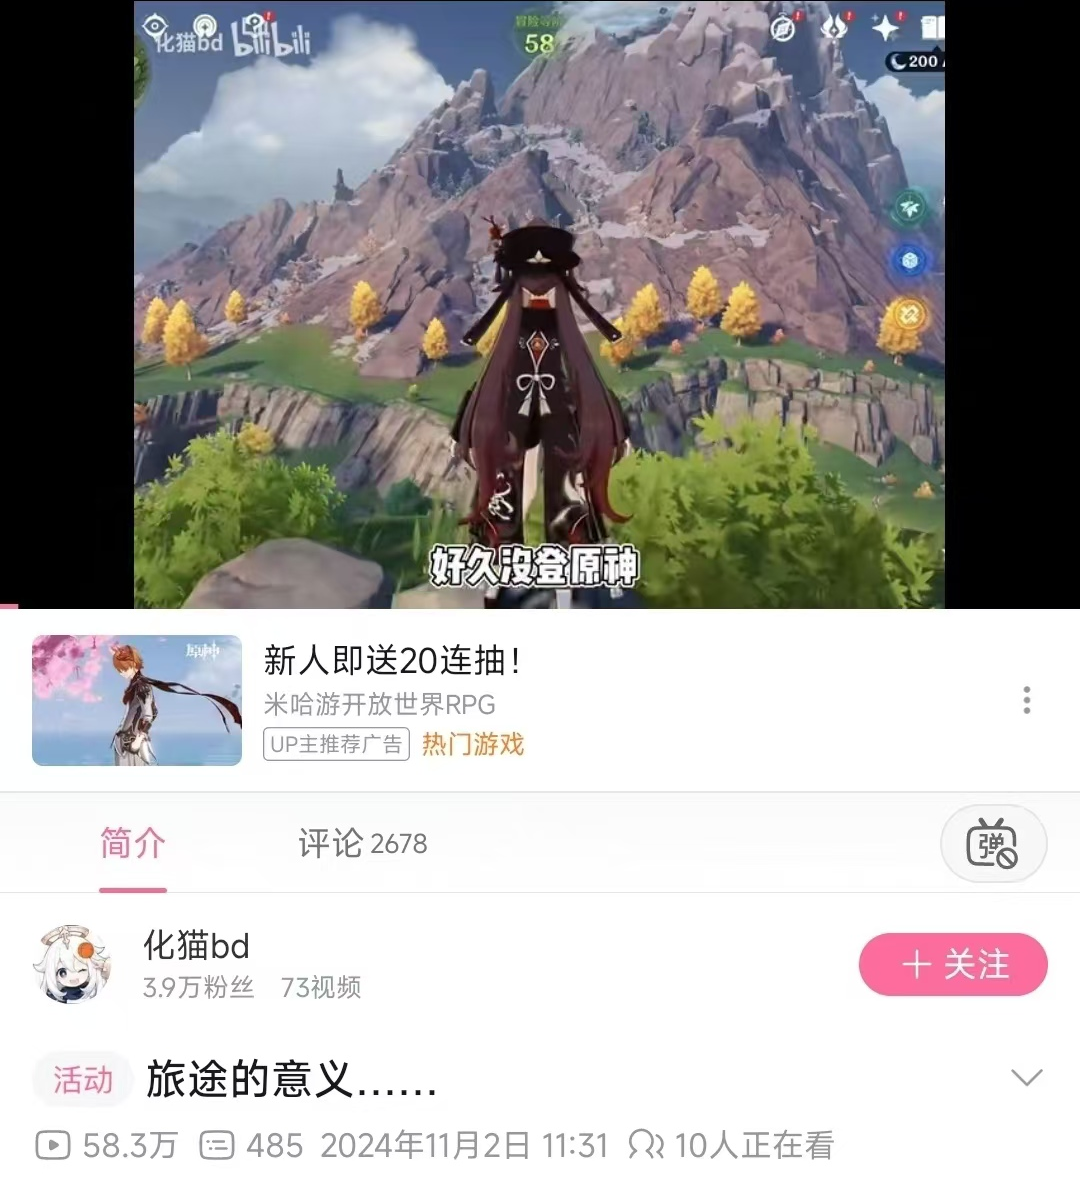 化猫bd bilibili
冒险等阶
58
200
好久没登原神
原神
新人即送20连抽！
米哈游开放世界RPG
UP主推荐广告 热门游戏
简介 评论 2678 弹
化猫bd
3.9万粉丝 73视频
+ 关注
活动 旅途的意义……
58.3万 485 2024年11月2日 11:31 10人正在看